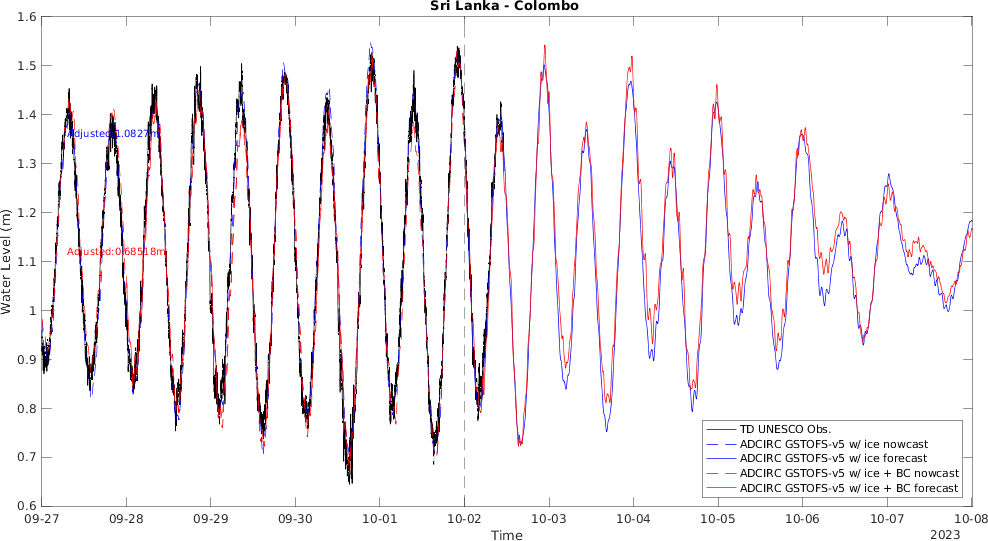 Sri Lanka - Colombo
Water Level (m)
1.6
1.5
1.4
1.3
1.2
1.1
1
0.9
0.8
0.7
0.6
Adjusted:1.0827m
Adjusted:0.68518m
TD UNESCO Obs.
ADCIRC GSTOFS-v5 w/ ice nowcast
ADCIRC GSTOFS-v5 w/ ice forecast
ADCIRC GSTOFS-v5 w/ ice + BC nowcast
ADCIRC GSTOFS-v5 w/ ice + BC forecast
09-27 09-28 09-29 09-30 10-01 10-02 10-03 10-04 10-05 10-06 10-07 10-08
Time
2023